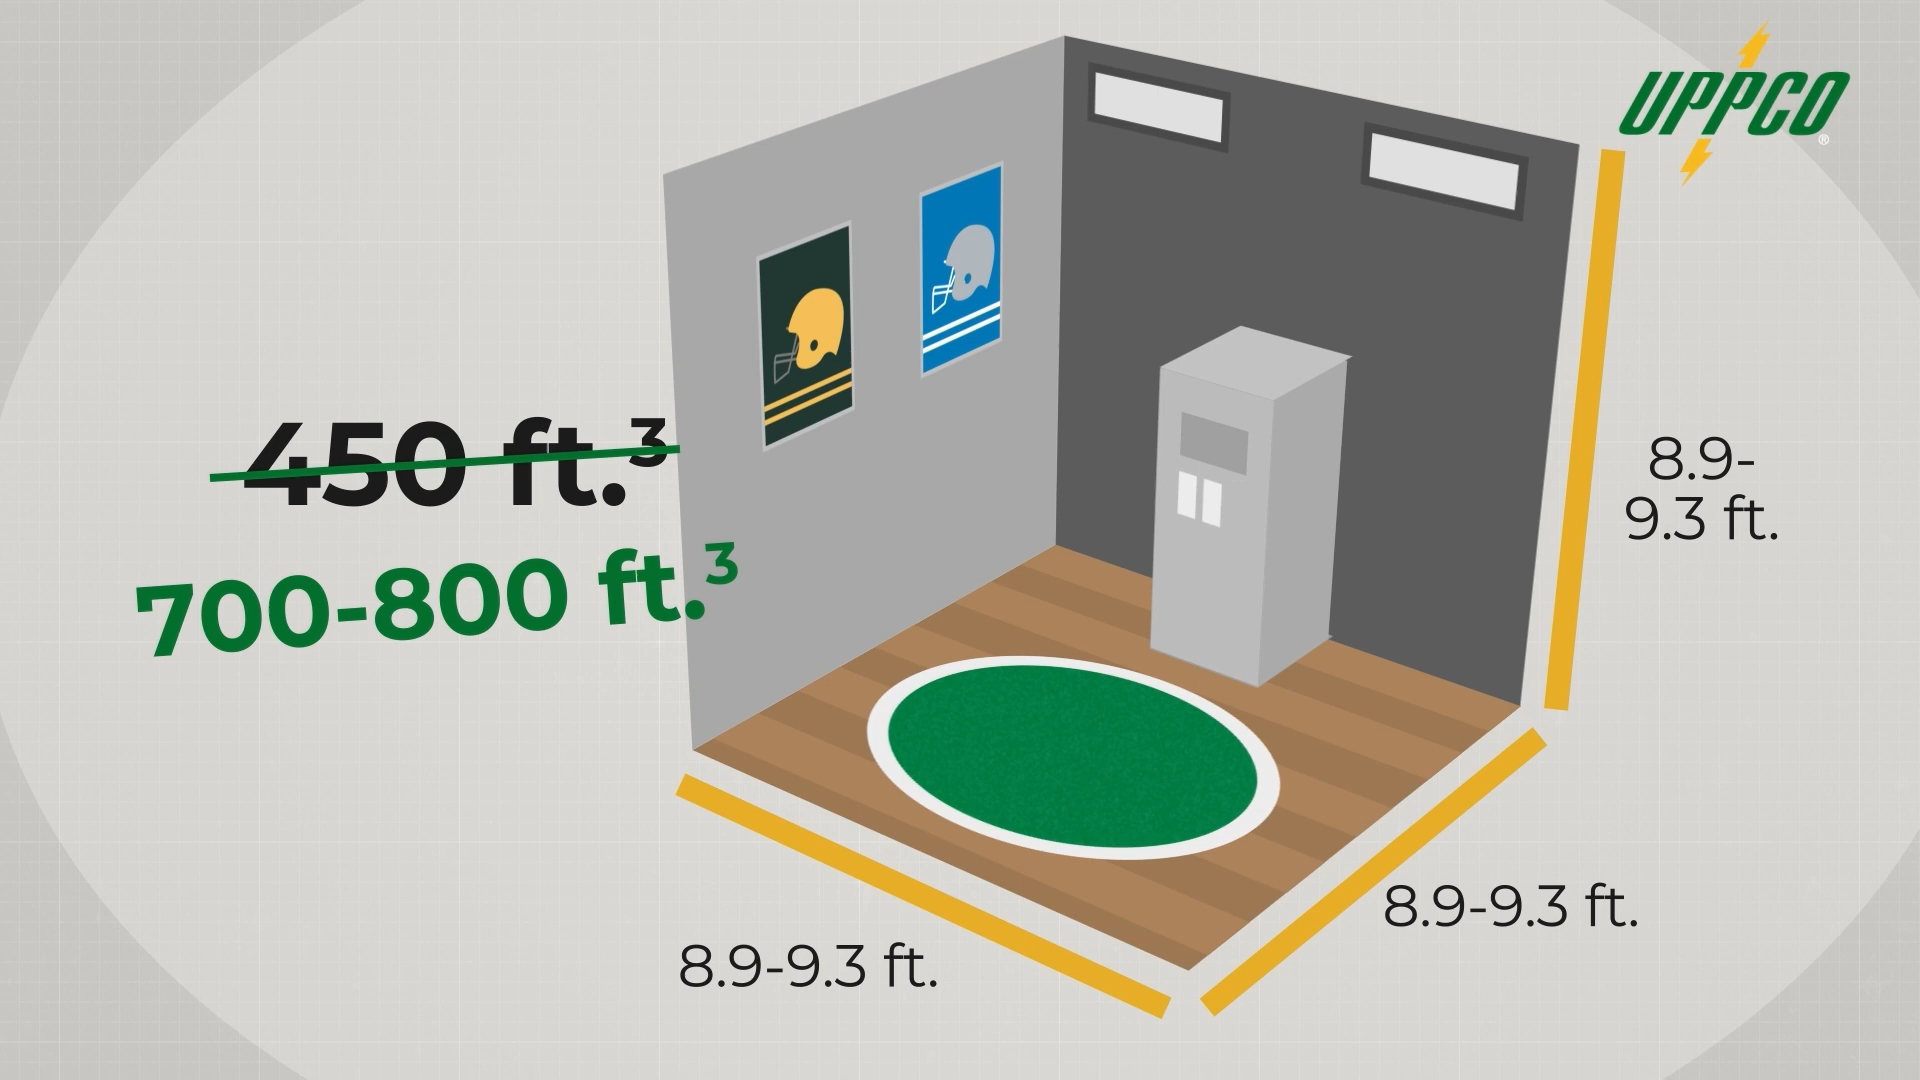 UPPCO®
450 ft.³
700-800 ft.³
8.9-
9.3 ft.
8.9-9.3 ft.
8.9-9.3 ft.